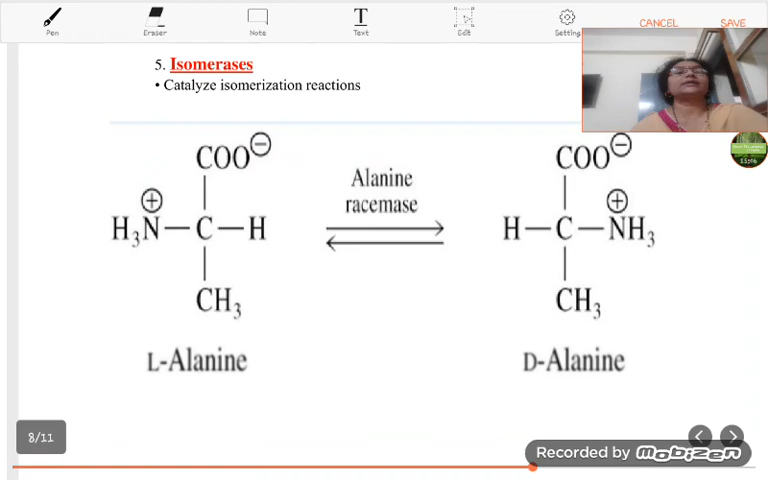 Pen Eraser Note Text Edit Setting CANCEL SAVE
5. Isomerases
• Catalyze isomerization reactions
COO⊖ COO⊖
Alanine
racemase
⊕ ⊕
H₃N—C—H H—C—NH₃
CH₃ CH₃
L-Alanine D-Alanine
8/11
Recorded by mobizen